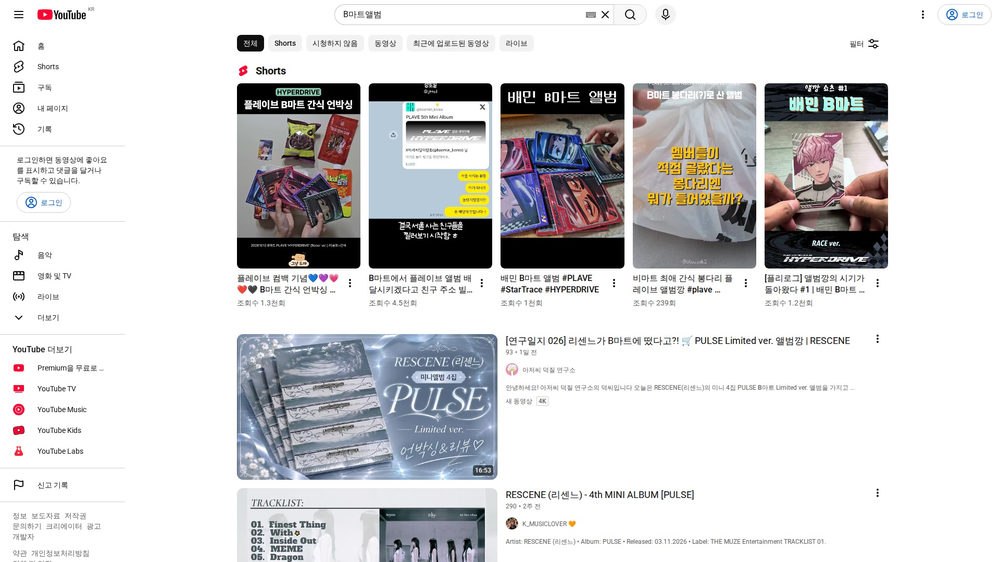 YouTube KR
B마트앨범
로그인
홈
Shorts
구독
내 페이지
기록
로그인하면 동영상에 좋아요
를 표시하고 댓글을 달거나
구독할 수 있습니다.
로그인
탐색
음악
영화 및 TV
라이브
더보기
YouTube 더보기
Premium을 무료로 ...
YouTube TV
YouTube Music
YouTube Kids
YouTube Labs
신고 기록
정보 보도자료 저작권
문의하기 크리에이터 광고
개발자
약관 개인정보처리방침
전체
Shorts
시청하지 않음
동영상
최근에 업로드된 동영상
라이브
필터
Shorts
HYPERDRIVE
플레이브 B마트 간식 언박싱
플레이브 컴백 기념💙💜💗
❤️🖤 B마트 간식 언박싱 ...
조회수 1.3천회
PLAVE 5th Mini Album
B마트에서 플레이브 앨범 배
달시키겠다고 친구 주소 빌...
조회수 4.5천회
배민 B마트 앨범
배민 B마트 앨범 #PLAVE
#StarTrace #HYPERDRIVE
조회수 1천회
B마트 봉다리(?)로 산 앨범
멤버들이
직접 골랐다는
봉다리엔
뭐가 들어있을까?
비마트 최애 간식 봉다리 플
레이브 앨범깡 #plave ...
조회수 239회
앨깡 쇼츠 #1
배민 B마트
RACE ver.
HYPERDRIVE
[플리로그] 앨범깡의 시기가
돌아왔다 #1 | 배민 B마트 ...
조회수 1.2천회
RESCENE (리센느)
미니앨범 4집
PULSE
Limited ver.
언박싱&리뷰♡
16:53
[연구일지 026] 리센느가 B마트에 떴다고?! 🛒 PULSE Limited ver. 앨범깡 | RESCENE
93 • 1일 전
아저씨 덕질 연구소
안녕하세요! 아저씨 덕질 연구소의 덕씨입니다 오늘은 RESCENE(리센느)의 미니 4집 PULSE B마트 Limited ver. 앨범을 가지고 ...
새 동영상 4K
TRACKLIST:
01. Finest Thing
02. With
03. Inside Out
04. MEME
05. Dragon
RESCENE (리센느) - 4th MINI ALBUM [PULSE]
290 • 2주 전
K_MUSICLOVER 🧡
Artist: RESCENE (리센느) • Album: PULSE • Released: 03.11.2026 • Label: THE MUZE Entertainment TRACKLIST 01.